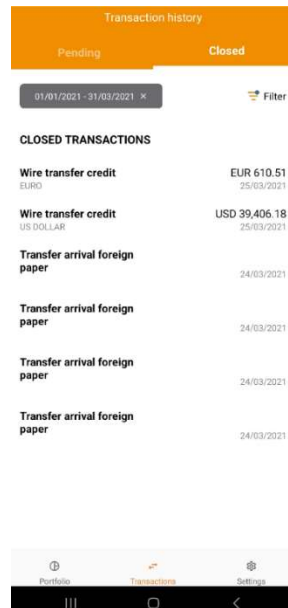 Transaction history
Pending
Closed
01/01/2021 - 31/03/2021 ×
Filter
CLOSED TRANSACTIONS
Wire transfer credit
EUR 610.51
EURO
25/03/2021
Wire transfer credit
USD 39,406.18
US DOLLAR
25/03/2021
Transfer arrival foreign
paper
24/03/2021
Transfer arrival foreign
paper
24/03/2021
Transfer arrival foreign
paper
24/03/2021
Transfer arrival foreign
paper
24/03/2021
Portfolio
Transactions
Settings